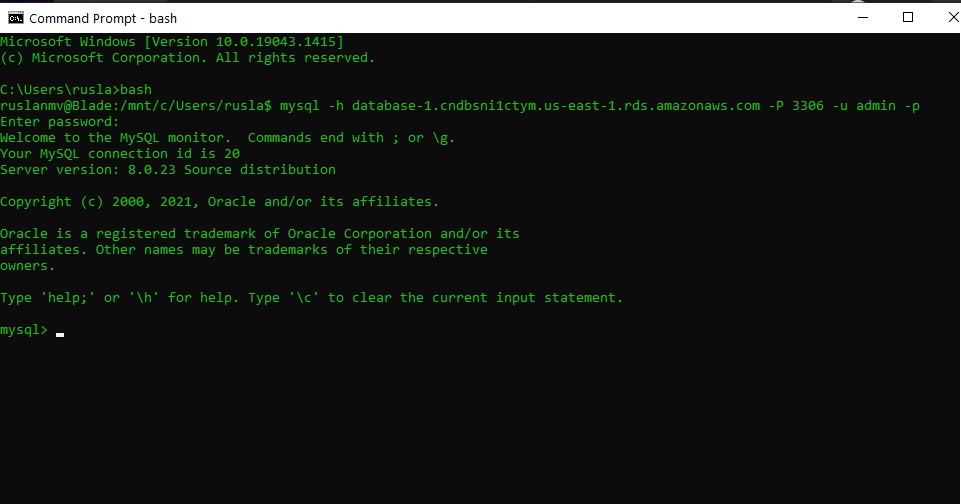 Command Prompt - bash
Microsoft Windows [Version 10.0.19043.1415]
(c) Microsoft Corporation. All rights reserved.
C:\Users\rusla>bash
ruslanmv@Blade:/mnt/c/Users/rusla$ mysql -h database-1.cndbsni1ctym.us-east-1.rds.amazonaws.com -P 3306 -u admin -p
Enter password:
Welcome to the MySQL monitor.  Commands end with ; or \g.
Your MySQL connection id is 20
Server version: 8.0.23 Source distribution
Copyright (c) 2000, 2021, Oracle and/or its affiliates.
Oracle is a registered trademark of Oracle Corporation and/or its
affiliates. Other names may be trademarks of their respective
owners.
Type 'help;' or '\h' for help. Type '\c' to clear the current input statement.
mysql>